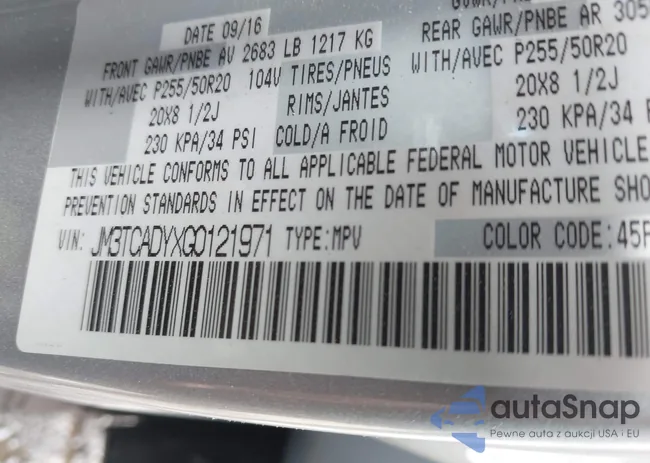 DATE 09/16
FRONT GAWR/PNBE AV 2683 LB 1217 KG
WITH/AVEC P255/50R20 104V TIRES/PNEUS
20X8 1/2J RIMS/JANTES
230 KPA/34 PSI COLD/A FROID
REAR GAWR/PNBE AR 305
WITH/AVEC P255/50R20
20X8 1/2J
230 KPA/34
THIS VEHICLE CONFORMS TO ALL APPLICABLE FEDERAL MOTOR VEHICLE
PREVENTION STANDARDS IN EFFECT ON THE DATE OF MANUFACTURE SHO
VIN: JM3TCADYXG0121971 TYPE:MPV COLOR CODE:45
autoSnap
Pewne auta z aukcji USA i EU